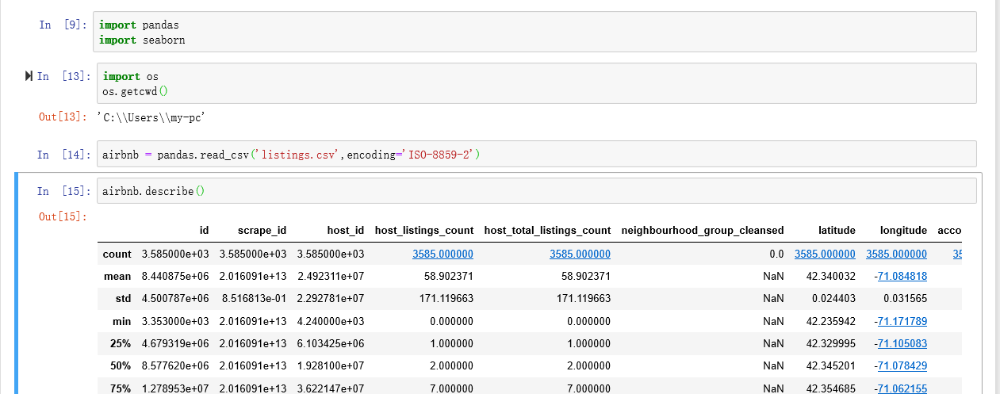 In [9]: import pandas
import seaborn
In [13]: import os
os.getcwd()
Out[13]: 'C:\\Users\\my-pc'
In [14]: airbnb = pandas.read_csv('listings.csv',encoding='ISO-8859-2')
In [15]: airbnb.describe()
Out[15]:
id scrape_id host_id host_listings_count host_total_listings_count neighbourhood_group_cleansed latitude longitude acco
count 3.585000e+03 3.585000e+03 3.585000e+03 3585.000000 3585.000000 0.0 3585.000000 3585.000000 35
mean 8.440875e+06 2.016091e+13 2.492311e+07 58.902371 58.902371 NaN 42.340032 -71.084818
std 4.500787e+06 8.516813e-01 2.292781e+07 171.119663 171.119663 NaN 0.024403 0.031565
min 3.353000e+03 2.016091e+13 4.240000e+03 0.000000 0.000000 NaN 42.235942 -71.171789
25% 4.679319e+06 2.016091e+13 6.103425e+06 1.000000 1.000000 NaN 42.329995 -71.105083
50% 8.577620e+06 2.016091e+13 1.928100e+07 2.000000 2.000000 NaN 42.345201 -71.078429
75% 1.278953e+07 2.016091e+13 3.622147e+07 7.000000 7.000000 NaN 42.354685 -71.062155